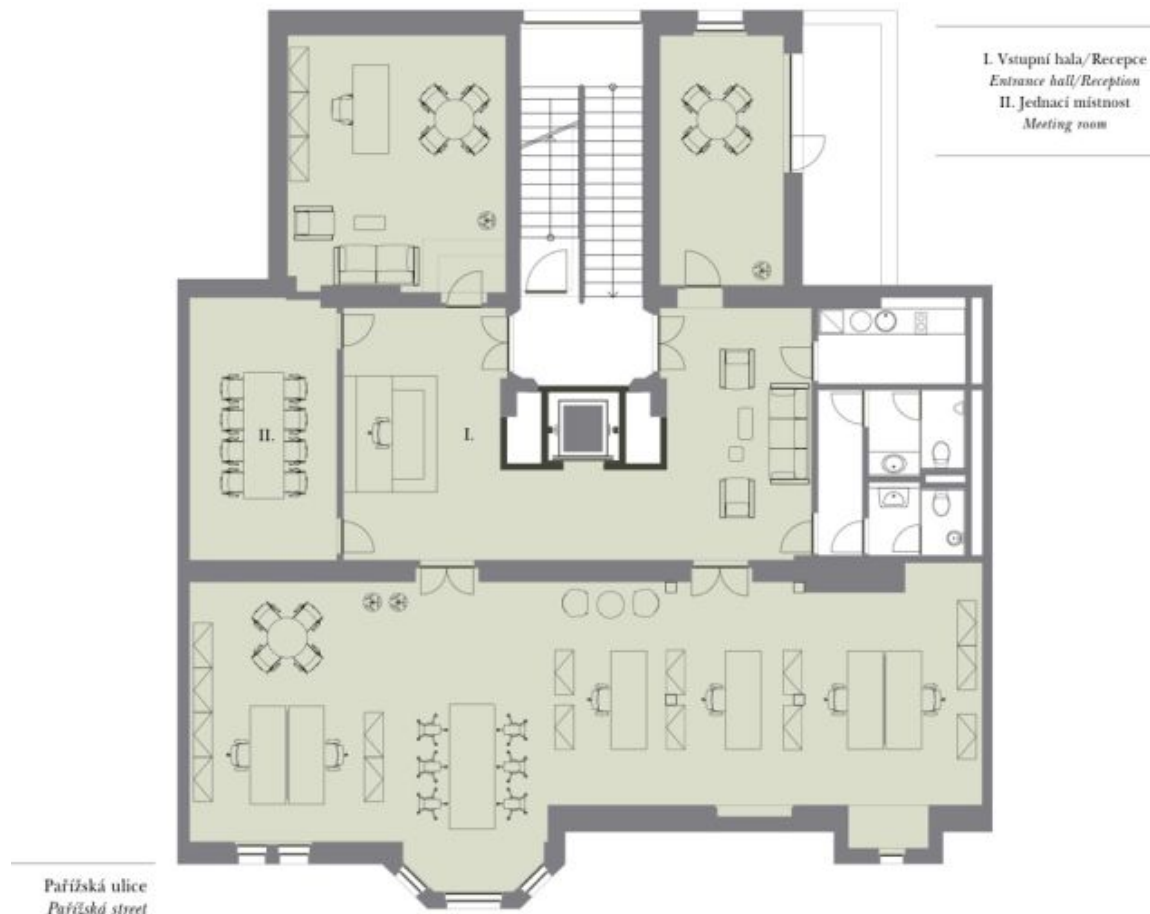 I. Vstupní hala/Recepce
Entrance hall/Reception
II. Jednací místnost
Meeting room
II.
I.
Pařížská ulice
Pařížská street